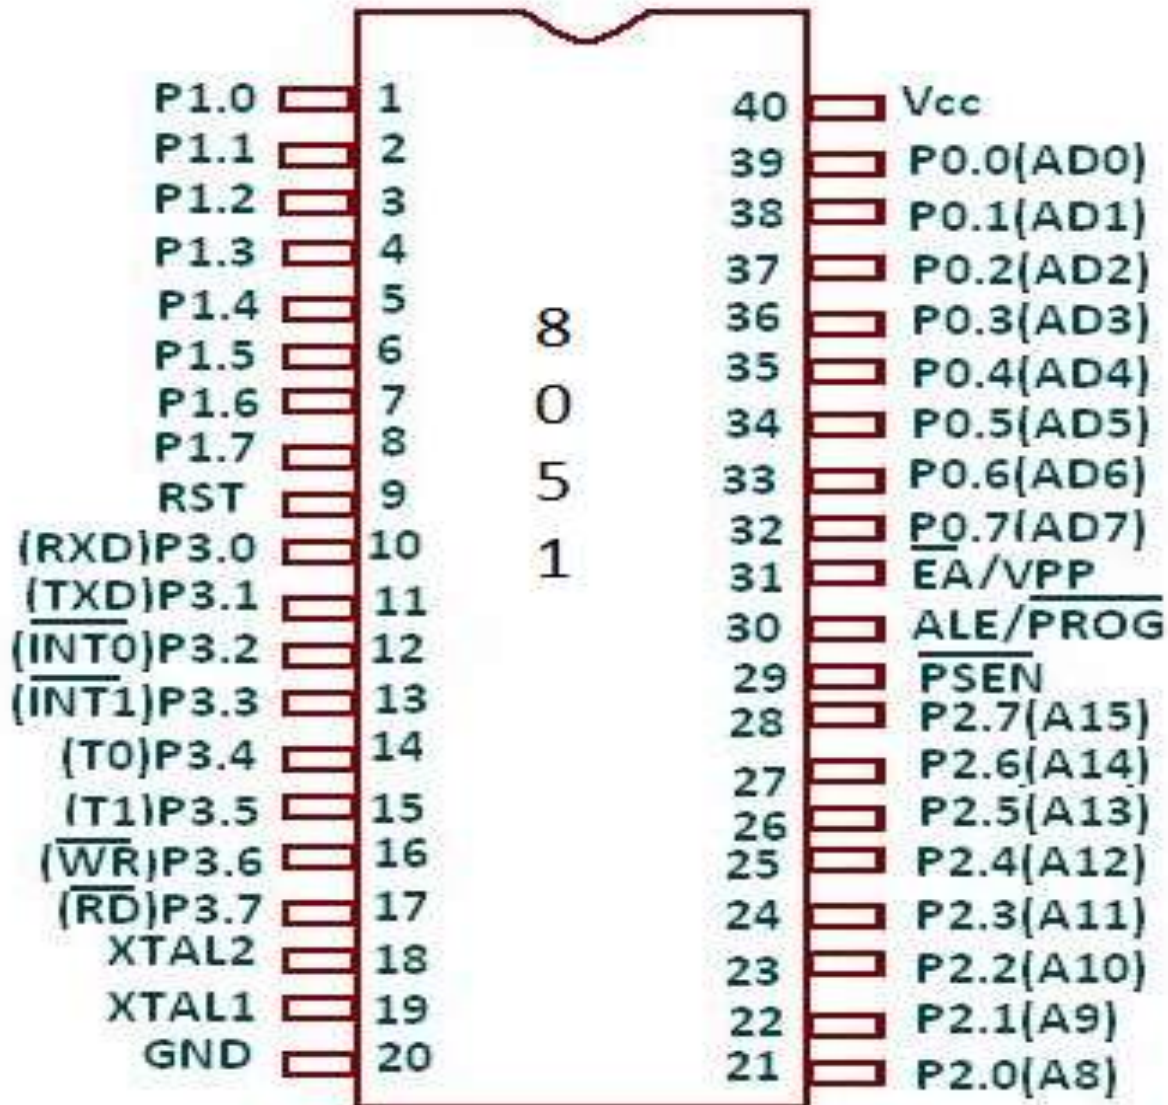 P1.0 1
P1.1 2
P1.2 3
P1.3 4
P1.4 5
P1.5 6
P1.6 7
P1.7 8
RST 9
(RXD)P3.0 10
(TXD)P3.1 11
(INT0)P3.2 12
(INT1)P3.3 13
(T0)P3.4 14
(T1)P3.5 15
(WR)P3.6 16
(RD)P3.7 17
XTAL2 18
XTAL1 19
GND 20
8
0
5
1
40 Vcc
39 P0.0(AD0)
38 P0.1(AD1)
37 P0.2(AD2)
36 P0.3(AD3)
35 P0.4(AD4)
34 P0.5(AD5)
33 P0.6(AD6)
32 P0.7(AD7)
31 EA/VPP
30 ALE/PROG
29 PSEN
28 P2.7(A15)
27 P2.6(A14)
26 P2.5(A13)
25 P2.4(A12)
24 P2.3(A11)
23 P2.2(A10)
22 P2.1(A9)
21 P2.0(A8)